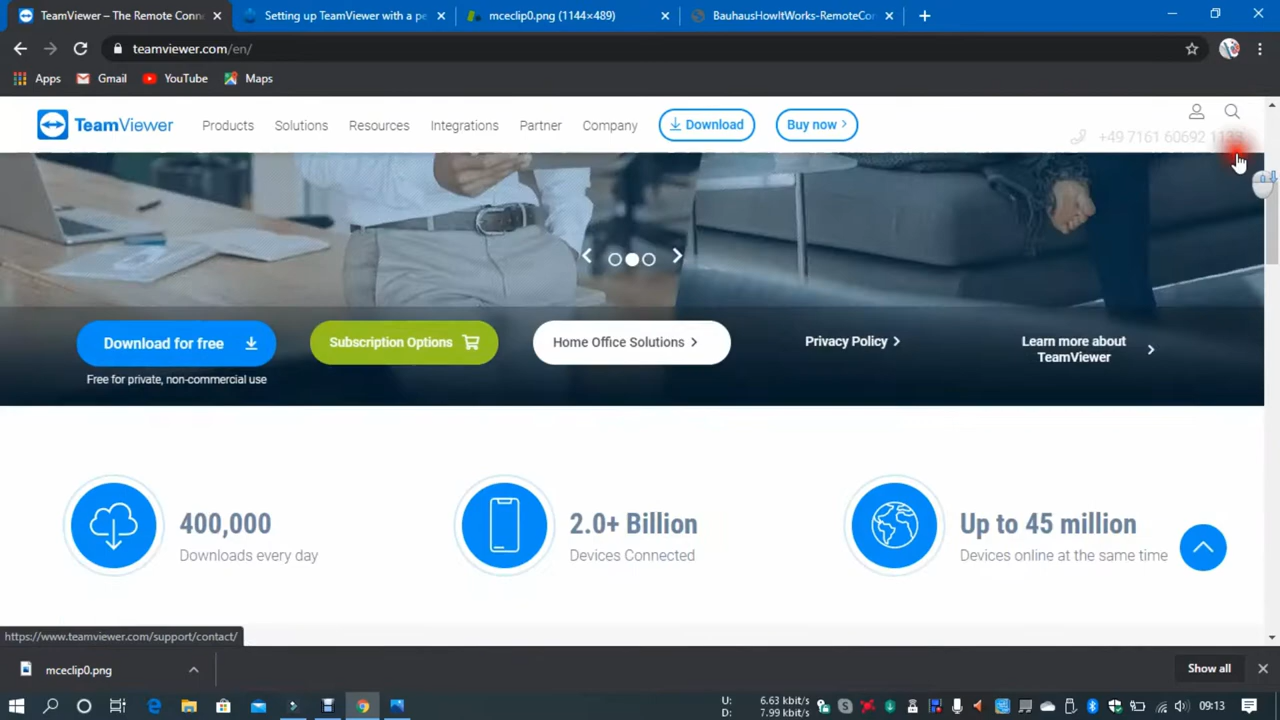 TeamViewer – The Remote Conn
Setting up TeamViewer with a pe
mceclip0.png (1144×489)
BauhausHowItWorks-RemoteCor
teamviewer.com/en/
Apps
Gmail
YouTube
Maps
TeamViewer
Products
Solutions
Resources
Integrations
Partner
Company
Download
Buy now
+49 7161 60692
Download for free
Free for private, non-commercial use
Subscription Options
Home Office Solutions
Privacy Policy
Learn more about
TeamViewer
400,000
Downloads every day
2.0+ Billion
Devices Connected
Up to 45 million
Devices online at the same time
https://www.teamviewer.com/support/contact/
mceclip0.png
Show all
U: 6.63 kbit/s
D: 7.99 kbit/s
09:13